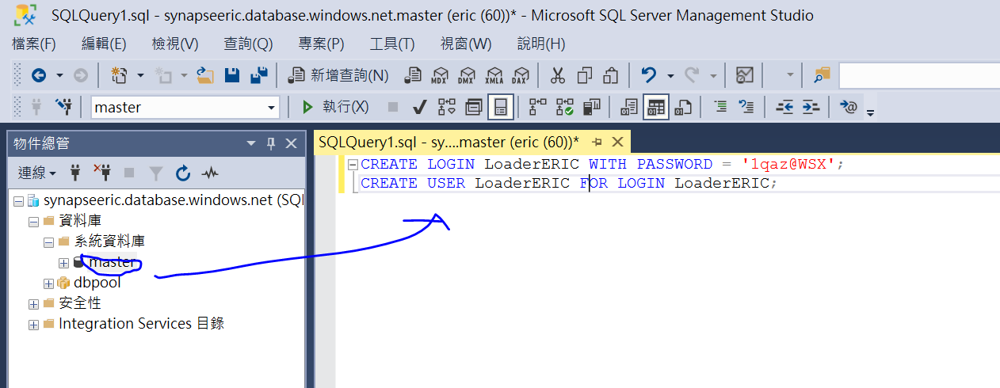 SQLQuery1.sql - synapseeric.database.windows.net.master (eric (60))* - Microsoft SQL Server Management Studio
檔案(F) 編輯(E) 檢視(V) 查詢(Q) 專案(P) 工具(T) 視窗(W) 說明(H)
新增查詢(N) MDX DMX XMLA DAX
master 執行(X)
物件總管
連線
synapseeric.database.windows.net (SQl
資料庫
系統資料庫
master
dbpool
安全性
Integration Services 目錄
SQLQuery1.sql - sy....master (eric (60))*
CREATE LOGIN LoaderERIC WITH PASSWORD = '1qaz@WSX';
CREATE USER LoaderERIC FOR LOGIN LoaderERIC;